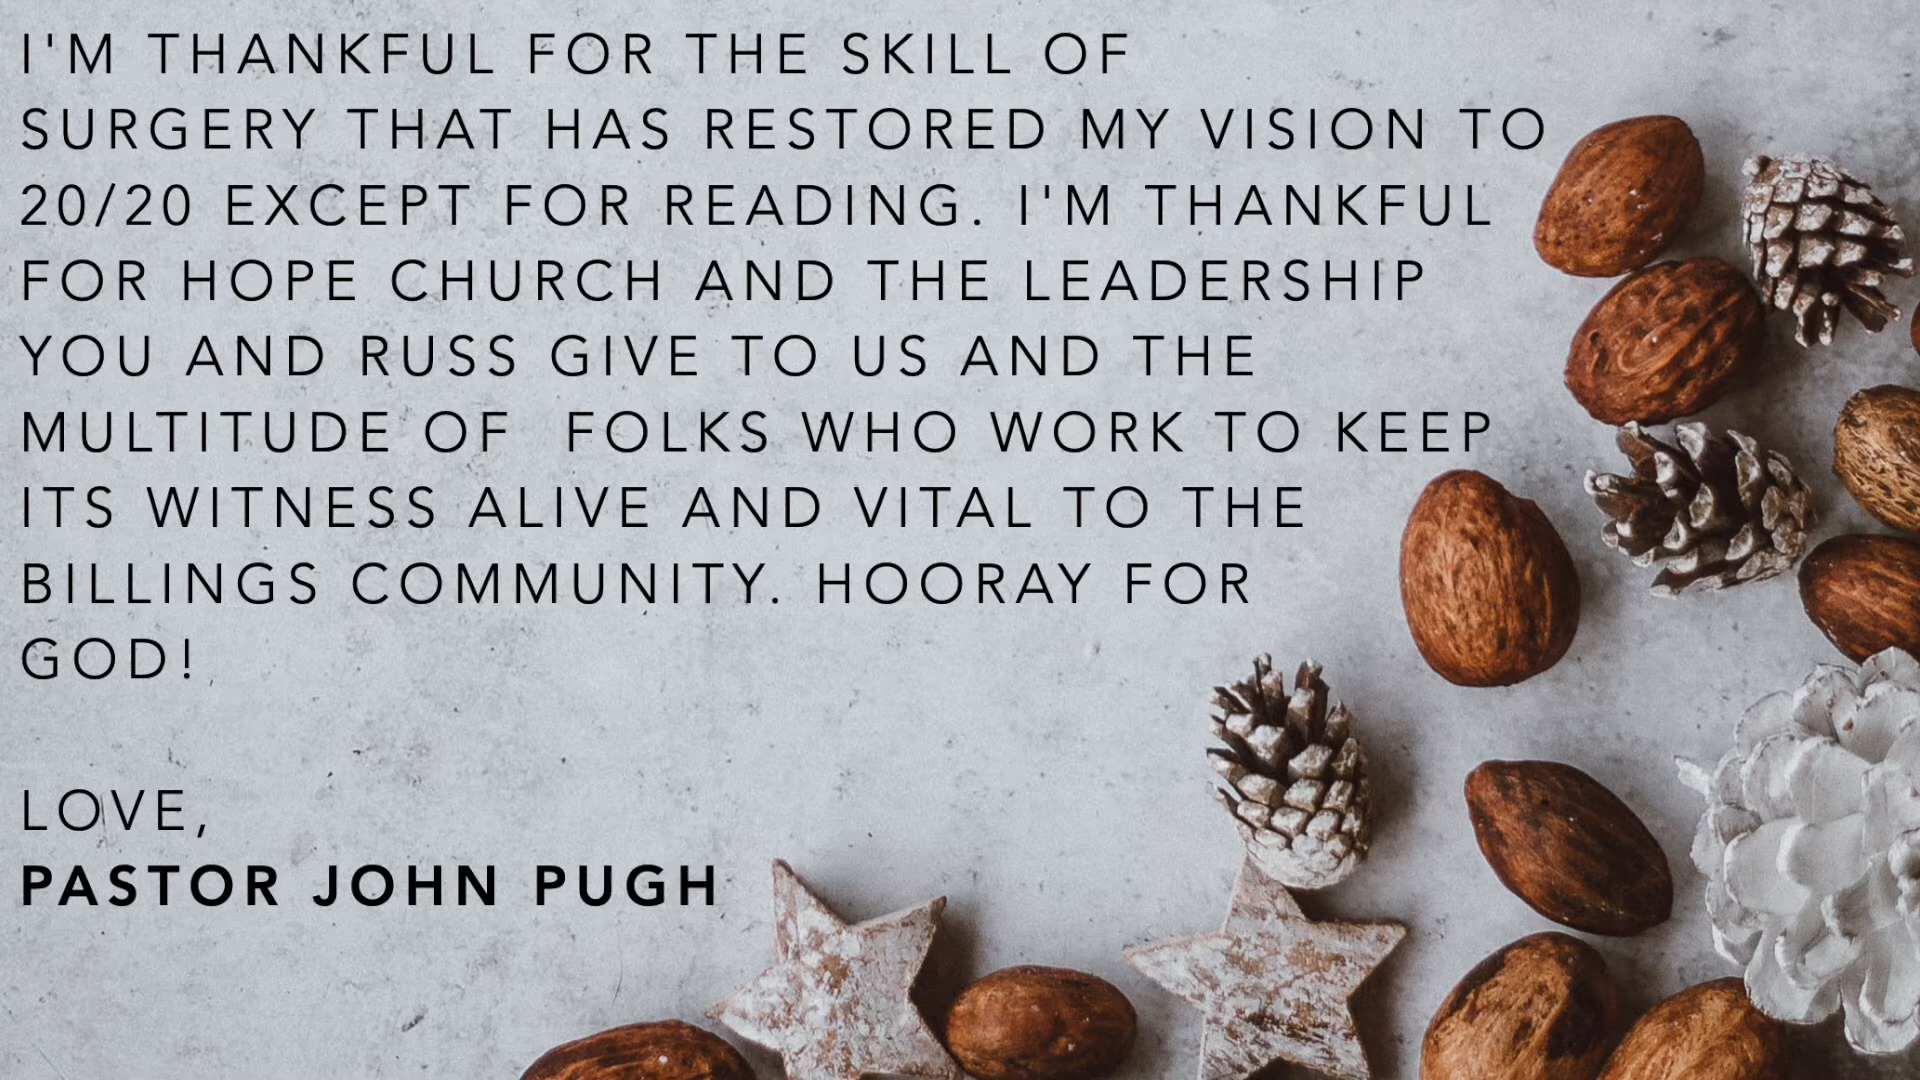 I'M THANKFUL FOR THE SKILL OF
SURGERY THAT HAS RESTORED MY VISION TO
20/20 EXCEPT FOR READING. I'M THANKFUL
FOR HOPE CHURCH AND THE LEADERSHIP
YOU AND RUSS GIVE TO US AND THE
MULTITUDE OF  FOLKS WHO WORK TO KEEP
ITS WITNESS ALIVE AND VITAL TO THE
BILLINGS COMMUNITY. HOORAY FOR
GOD!
LOVE,
PASTOR JOHN PUGH